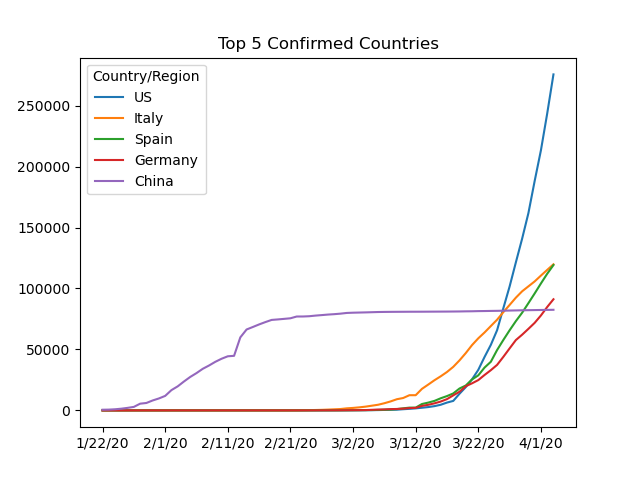 Top 5 Confirmed Countries
Country/Region
US
Italy
Spain
Germany
China
250000
200000
150000
100000
50000
0
1/22/20 2/1/20 2/11/20 2/21/20 3/2/20 3/12/20 3/22/20 4/1/20